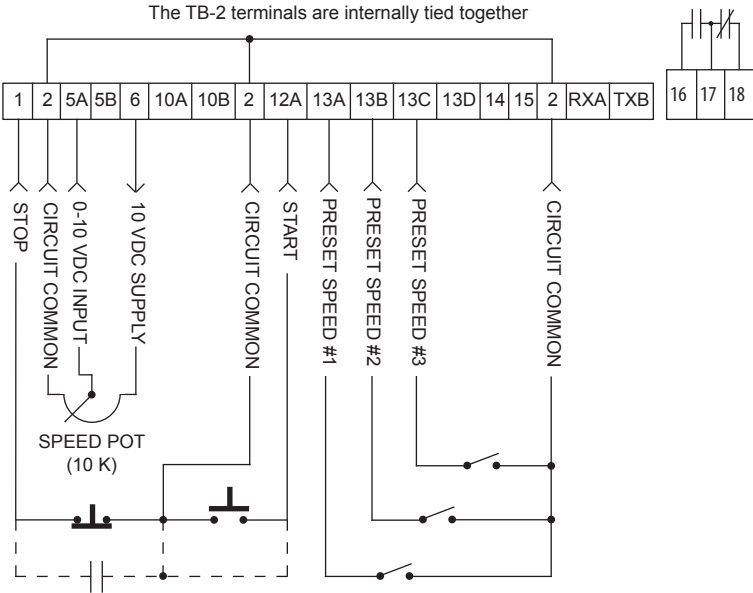 The TB-2 terminals are internally tied together
1 2 5A 5B 6 10A 10B 2 12A 13A 13B 13C 13D 14 15 2 RXA TXB
16 17 18
STOP
CIRCUIT COMMON
0-10 VDC INPUT
10 VDC SUPPLY
CIRCUIT COMMON
START
PRESET SPEED #1
PRESET SPEED #2
PRESET SPEED #3
CIRCUIT COMMON
SPEED POT
(10 K)